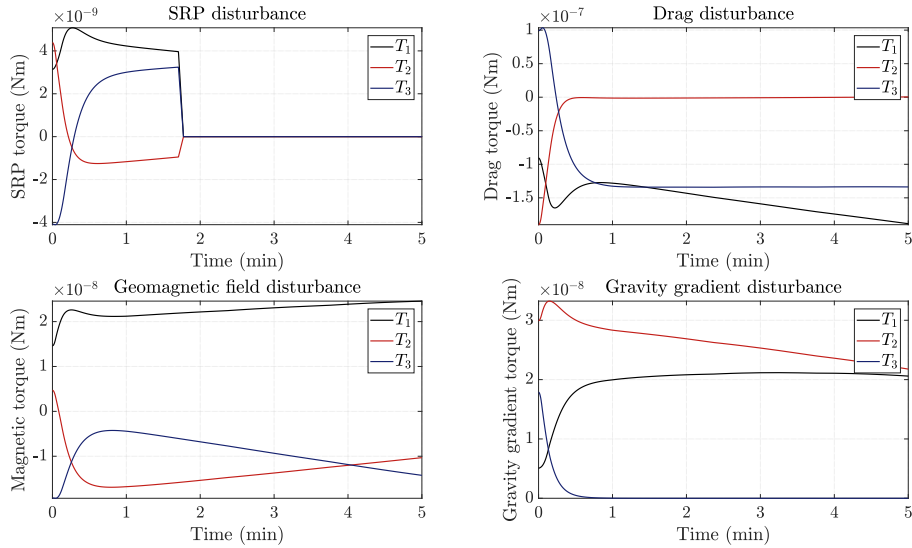 SRP disturbance
×10⁻⁹
SRP torque (Nm)
4
2
0
-2
-4
0 1 2 3 4 5
Time (min)
T₁
T₂
T₃
Drag disturbance
×10⁻⁷
Drag torque (Nm)
1
0.5
0
-0.5
-1
-1.5
0 1 2 3 4 5
Time (min)
T₁
T₂
T₃
Geomagnetic field disturbance
×10⁻⁸
Magnetic torque (Nm)
2
1
0
-1
0 1 2 3 4 5
Time (min)
T₁
T₂
T₃
Gravity gradient disturbance
×10⁻⁸
Gravity gradient torque (Nm)
3
2
1
0
0 1 2 3 4 5
Time (min)
T₁
T₂
T₃